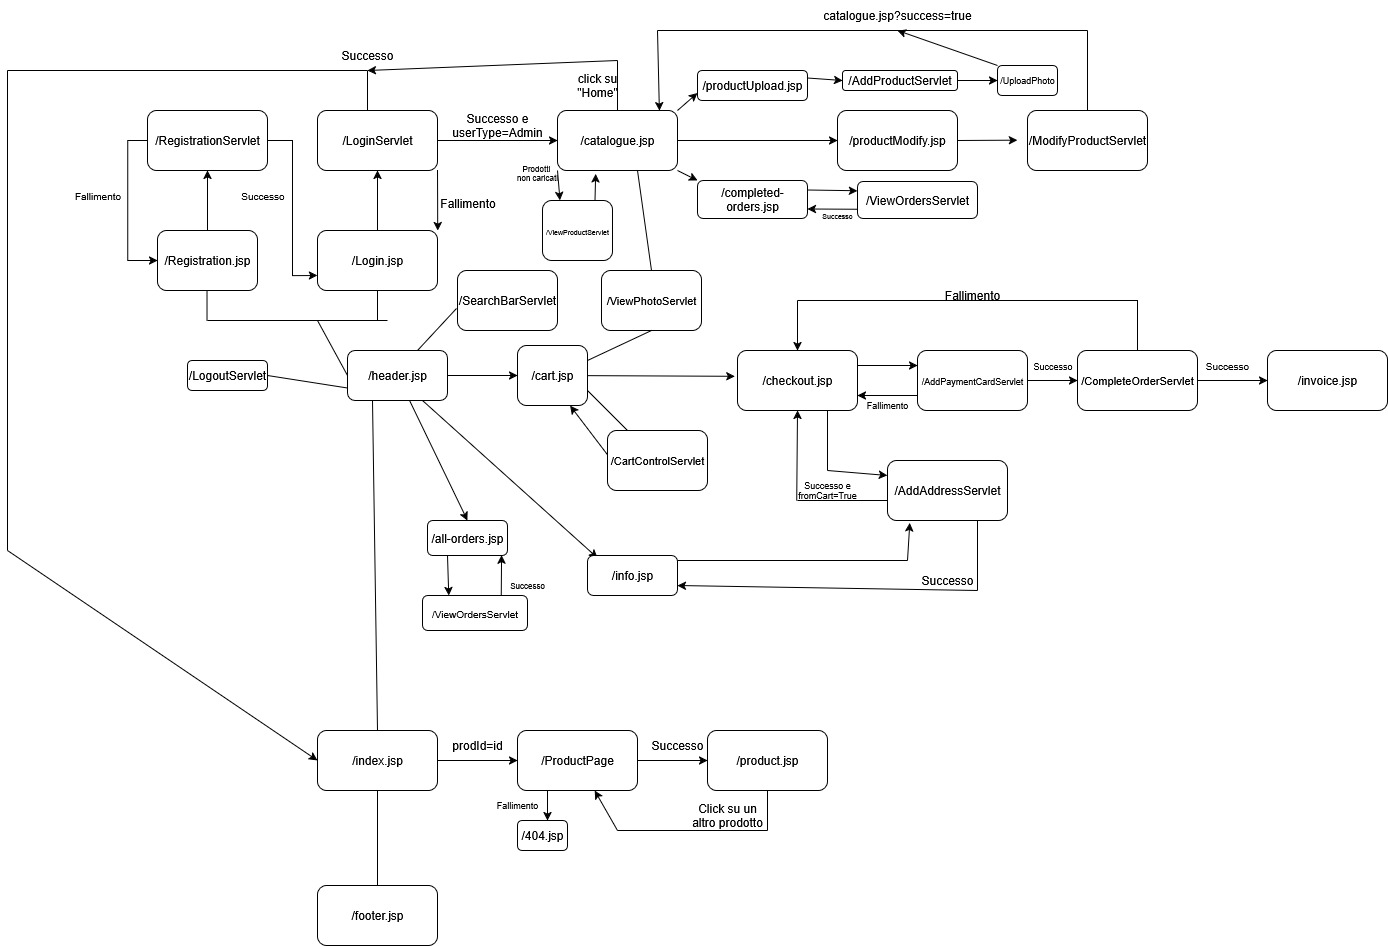 catalogue.jsp?success=true
Successo
click su
"Home"
/productUpload.jsp
/AddProductServlet
/UploadPhoto
/RegistrationServlet
/LoginServlet
Successo e
userType=Admin
/catalogue.jsp
/productModify.jsp
/ModifyProductServlet
Fallimento
Successo
Fallimento
Prodotti
non caricati
/completed-
orders.jsp
/ViewOrdersServlet
Successo
/ViewProductServlet
/Registration.jsp
/Login.jsp
/SearchBarServlet
/ViewPhotoServlet
Fallimento
/LogoutServlet
/header.jsp
/cart.jsp
/checkout.jsp
/AddPaymentCardServlet
Successo
/CompleteOrderServlet
Successo
/invoice.jsp
Fallimento
/CartControlServlet
Successo e
fromCart=True
/AddAddressServlet
/all-orders.jsp
/info.jsp
Successo
Successo
/ViewOrdersServlet
/index.jsp
prodId=id
/ProductPage
Successo
/product.jsp
Fallimento
Click su un
altro prodotto
/404.jsp
/footer.jsp